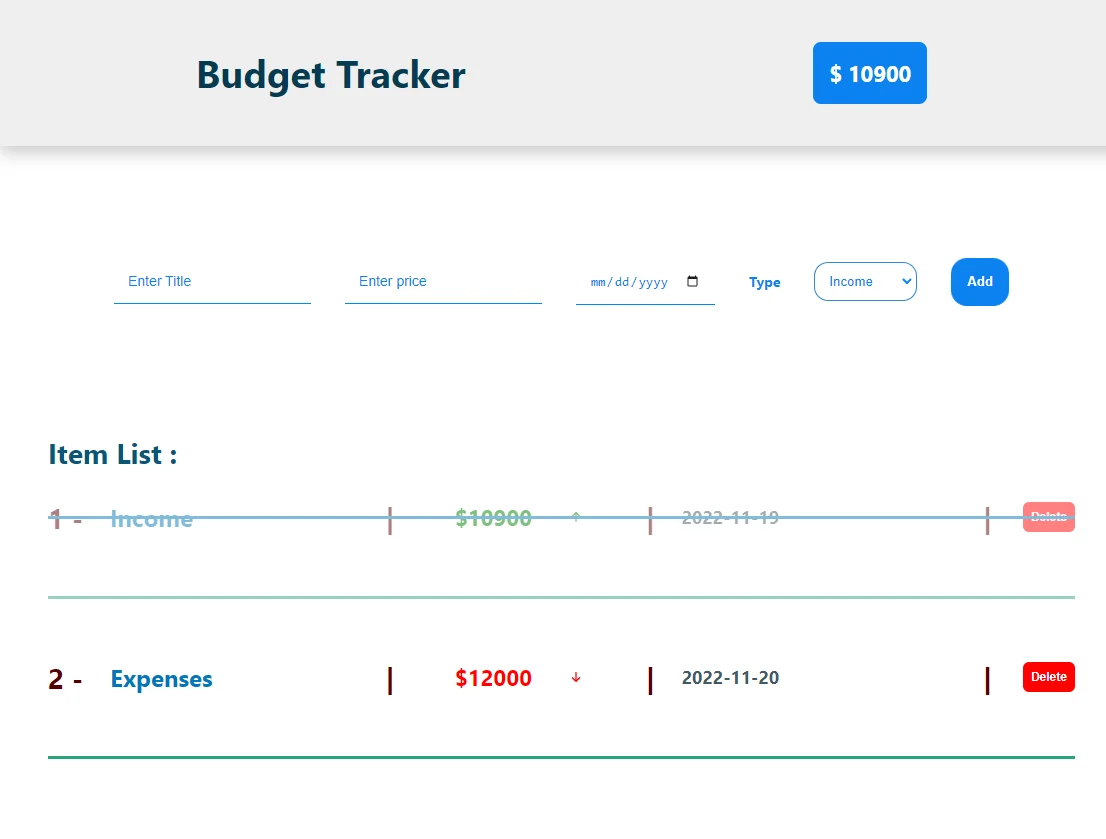 Budget Tracker
$ 10900
Enter Title Enter price mm/dd/yyyy Type Income Add
Item List :
1 - Income | $10900 ↑ | 2022-11-19 | Delete
2 - Expenses | $12000 ↓ | 2022-11-20 | Delete